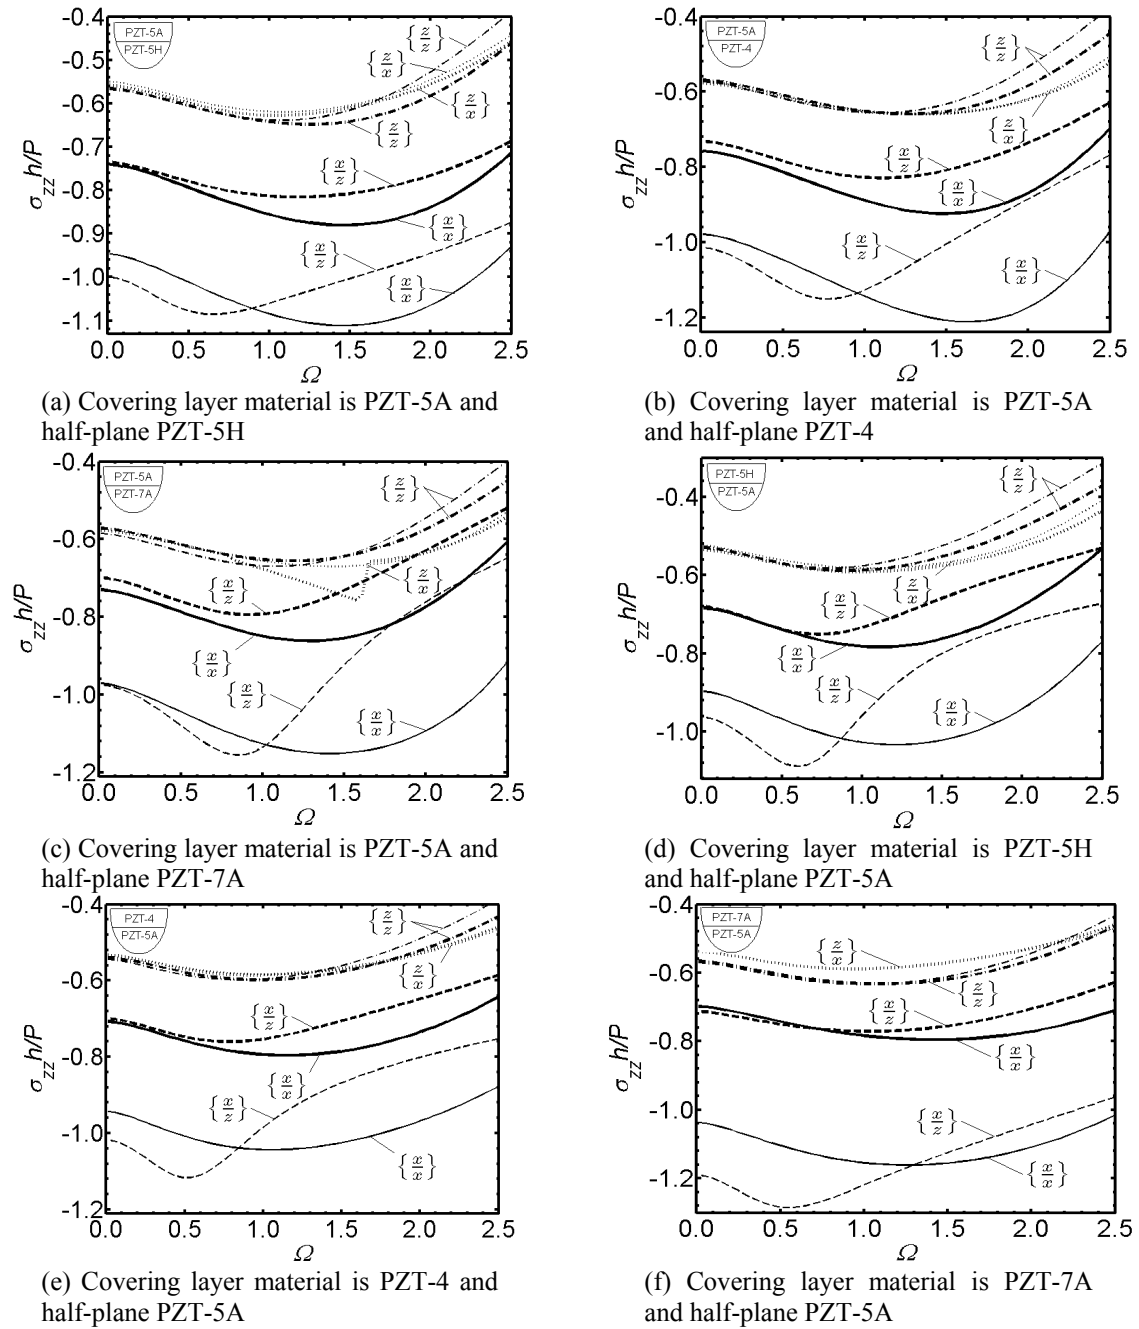 -0.4
-0.5
-0.6
-0.7
-0.8
-0.9
-1.0
-1.1
σ_zz h/P
PZT-5A
PZT-5H
{z/z}
{z/x}
{z/x}
{z/z}
{x/z}
{x/x}
{x/z}
{x/x}
0.0 0.5 1.0 1.5 2.0 2.5
Ω
(a) Covering layer material is PZT-5A and
half-plane PZT-5H
-0.4
-0.6
-0.8
-1.0
-1.2
σ_zz h/P
PZT-5A
PZT-4
{z/z}
{z/x}
{x/z}
{x/x}
{x/z}
{x/x}
0.0 0.5 1.0 1.5 2.0 2.5
Ω
(b) Covering layer material is PZT-5A
and half-plane PZT-4
-0.4
-0.6
-0.8
-1.0
-1.2
σ_zz h/P
PZT-5A
PZT-7A
{z/z}
{z/x}
{x/z}
{x/x}
{x/z}
{x/x}
0.0 0.5 1.0 1.5 2.0 2.5
Ω
(c) Covering layer material is PZT-5A and
half-plane PZT-7A
-0.4
-0.6
-0.8
-1.0
σ_zz h/P
PZT-5H
PZT-5A
{z/z}
{z/x}
{x/z}
{x/x}
{x/z}
{x/x}
0.0 0.5 1.0 1.5 2.0 2.5
Ω
(d) Covering layer material is PZT-5H
and half-plane PZT-5A
-0.4
-0.6
-0.8
-1.0
-1.2
σ_zz h/P
PZT-4
PZT-5A
{z/z}
{z/x}
{x/z}
{x/x}
{x/z}
{x/x}
0.0 0.5 1.0 1.5 2.0 2.5
Ω
(e) Covering layer material is PZT-4 and
half-plane PZT-5A
-0.4
-0.6
-0.8
-1.0
-1.2
σ_zz h/P
PZT-7A
PZT-5A
{z/x}
{z/z}
{x/z}
{x/x}
{x/z}
{x/x}
0.0 0.5 1.0 1.5 2.0 2.5
Ω
(f) Covering layer material is PZT-7A
and half-plane PZT-5A